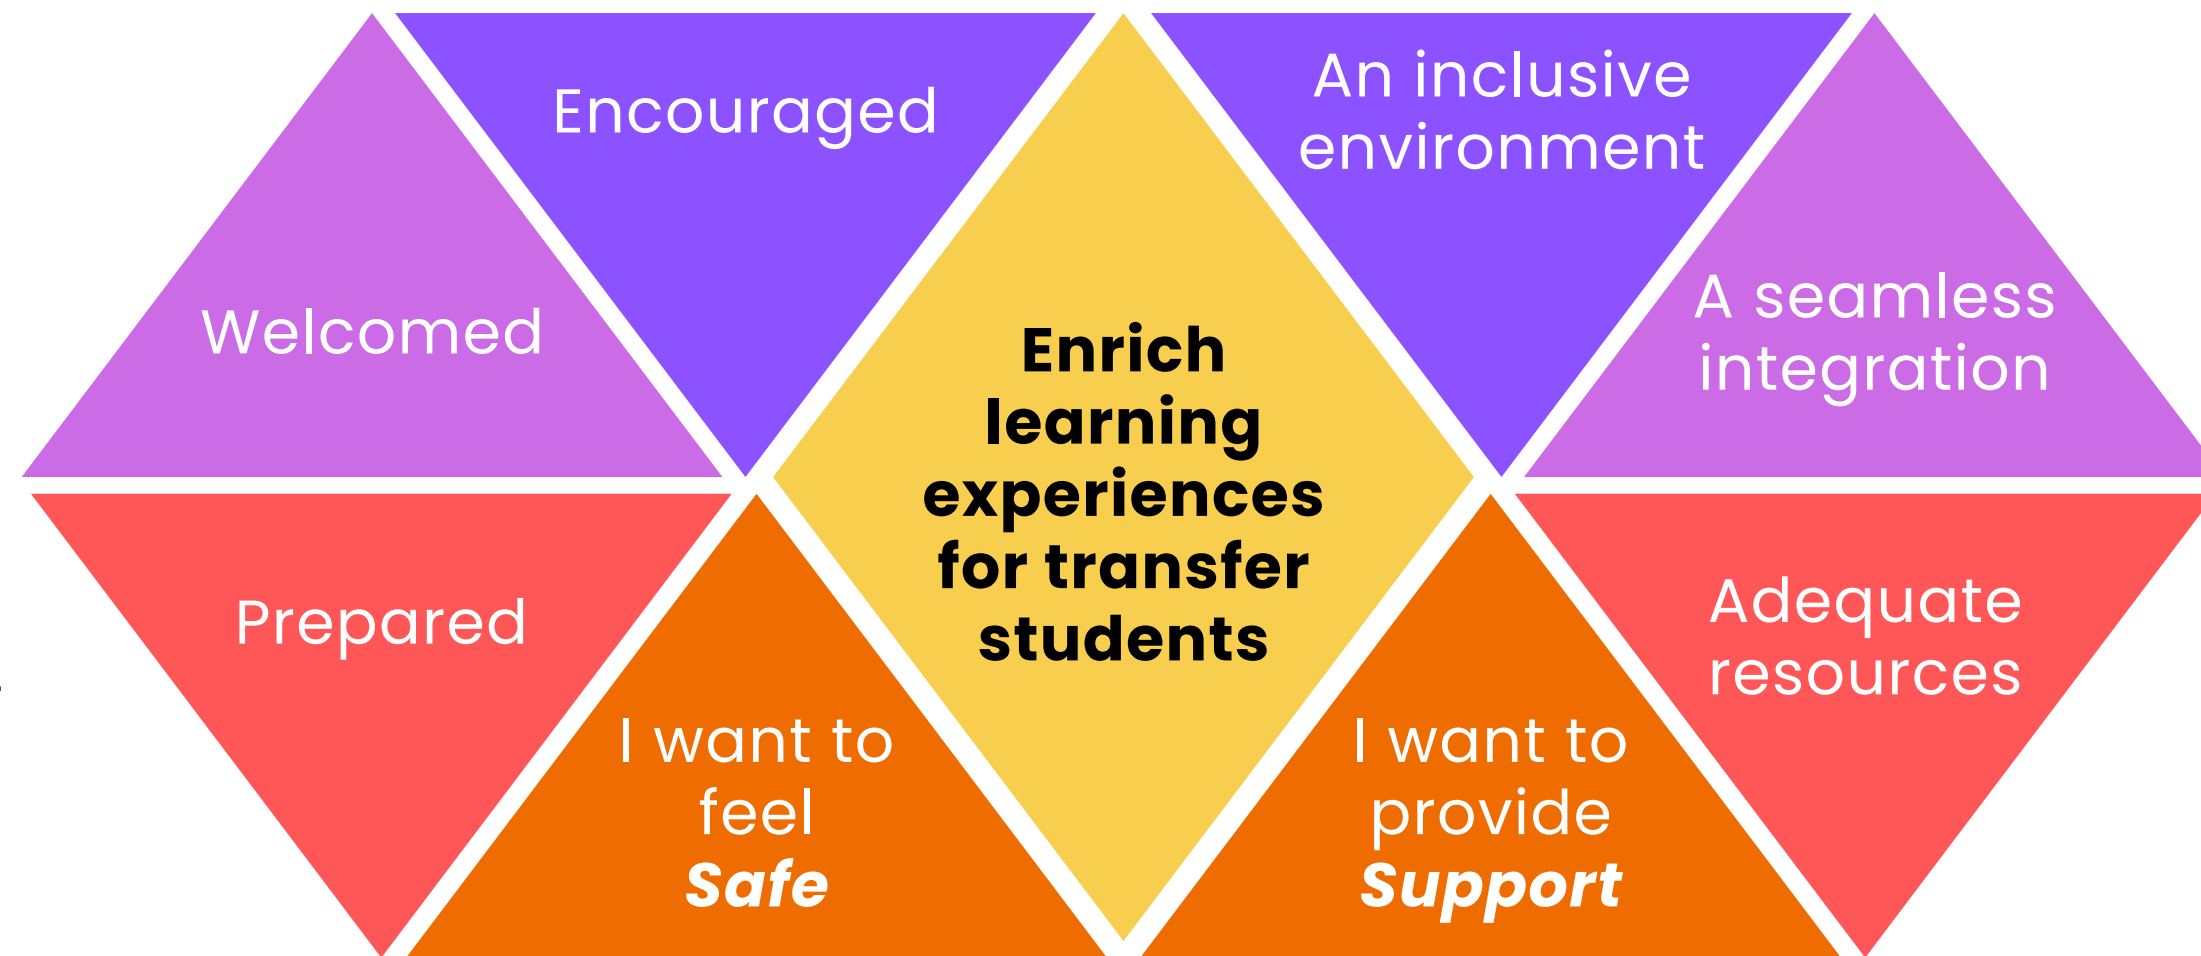 Encouraged
An inclusive
environment
Welcomed
A seamless
integration
Enrich
learning
experiences
for transfer
students
Prepared
Adequate
resources
I want to
feel
Safe
I want to
provide
Support